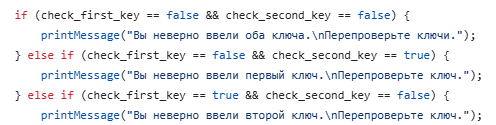 if (check_first_key == false && check_second_key == false) {
    printMessage("Вы неверно ввели оба ключа.\nПерепроверьте ключи.");
} else if (check_first_key == false && check_second_key == true) {
    printMessage("Вы неверно ввели первый ключ.\nПерепроверьте ключ.");
} else if (check_first_key == true && check_second_key == false) {
    printMessage("Вы неверно ввели второй ключ.\nПерепроверьте ключ.");